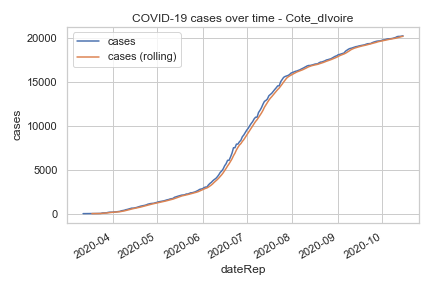 COVID-19 cases over time - Cote_dIvoire
cases
cases (rolling)
20000
15000
10000
5000
0
cases
2020-04
2020-05
2020-06
2020-07
2020-08
2020-09
2020-10
dateRep